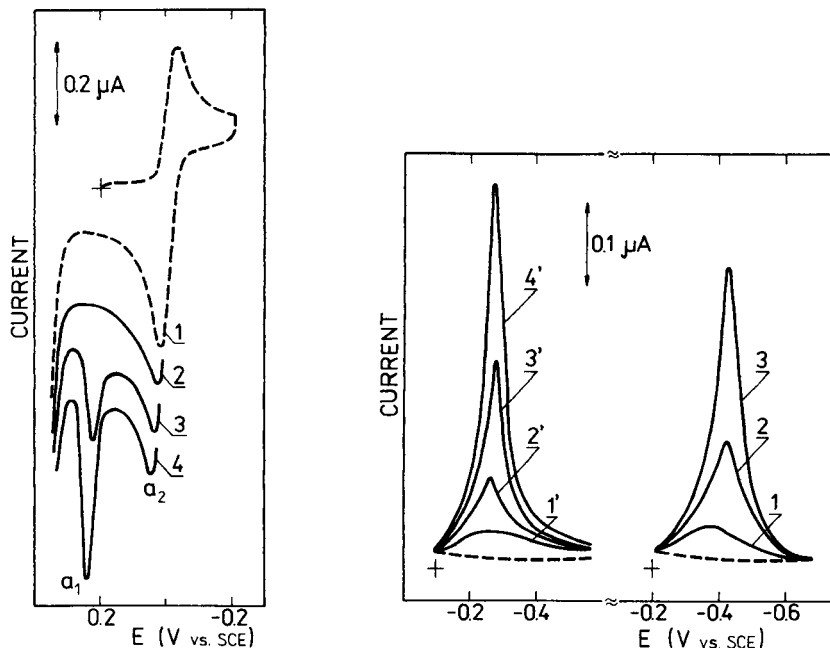 0.2 µA
CURRENT
1
2
3
4
a₂
a₁
0.2 -0.2
E (V vs. SCE)
≈
0.1 µA
CURRENT
4'
3'
2'
1'
3
2
1
≈
-0.2 -0.4 -0.2 -0.4 -0.6
E (V vs. SCE) E (V vs. SCE)